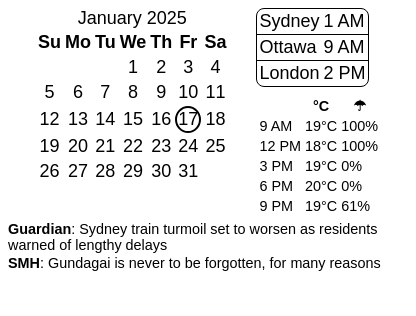 January 2025
Su Mo Tu We Th Fr Sa
1 2 3 4
5 6 7 8 9 10 11
12 13 14 15 16 17 18
19 20 21 22 23 24 25
26 27 28 29 30 31
Sydney 1 AM
Ottawa 9 AM
London 2 PM
°C ☂
9 AM 19°C 100%
12 PM 18°C 100%
3 PM 19°C 0%
6 PM 20°C 0%
9 PM 19°C 61%
Guardian: Sydney train turmoil set to worsen as residents
warned of lengthy delays
SMH: Gundagai is never to be forgotten, for many reasons